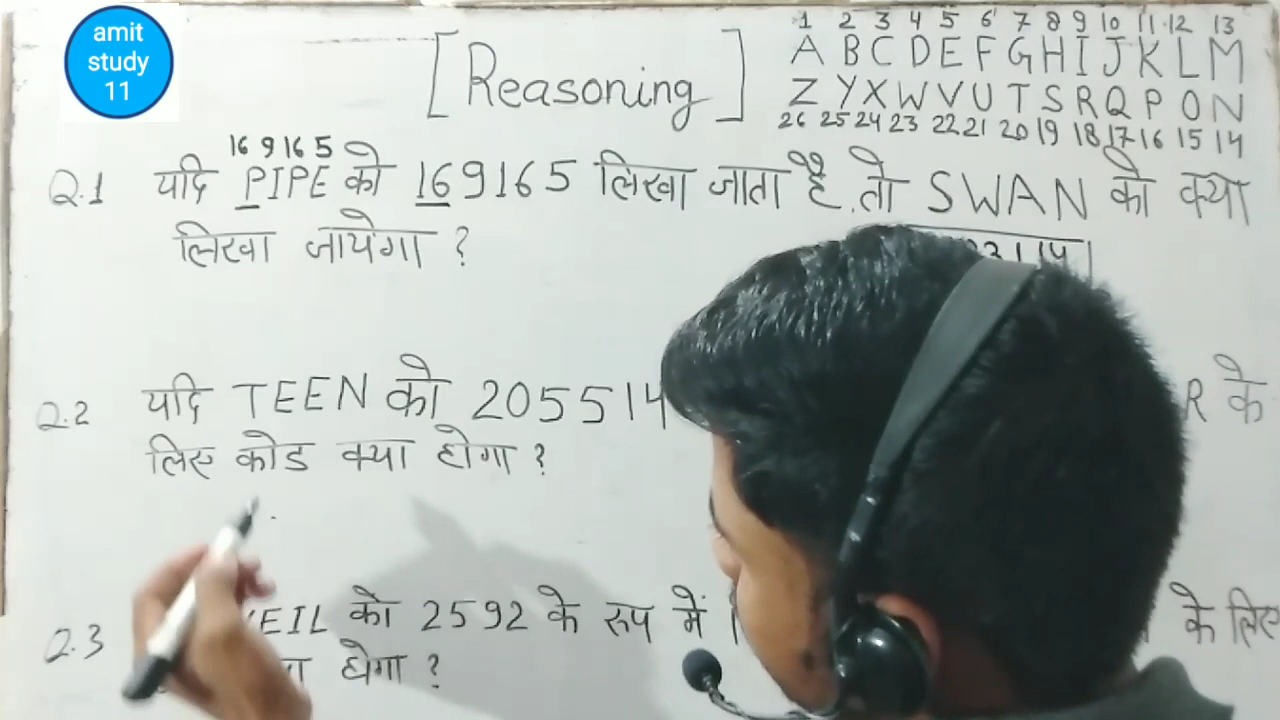 amit
study
11
[Reasoning]
1 2 3 4 5 6 7 8 9 10 11 12 13
A B C D E F G H I J K L M
Z Y X W V U T S R Q P O N
26 25 24 23 22 21 20 19 18 17 16 15 14
16 9 16 5
Q.1 यदि PIPE को 169165 लिखा जाता है, तो SWAN को क्या
लिखा जायेगा ?
Q.2 यदि TEEN को 205514 R के
लिए कोड क्या होगा ?
Q.3 EIL को 2592 के रूप में के लिए
होगा ?